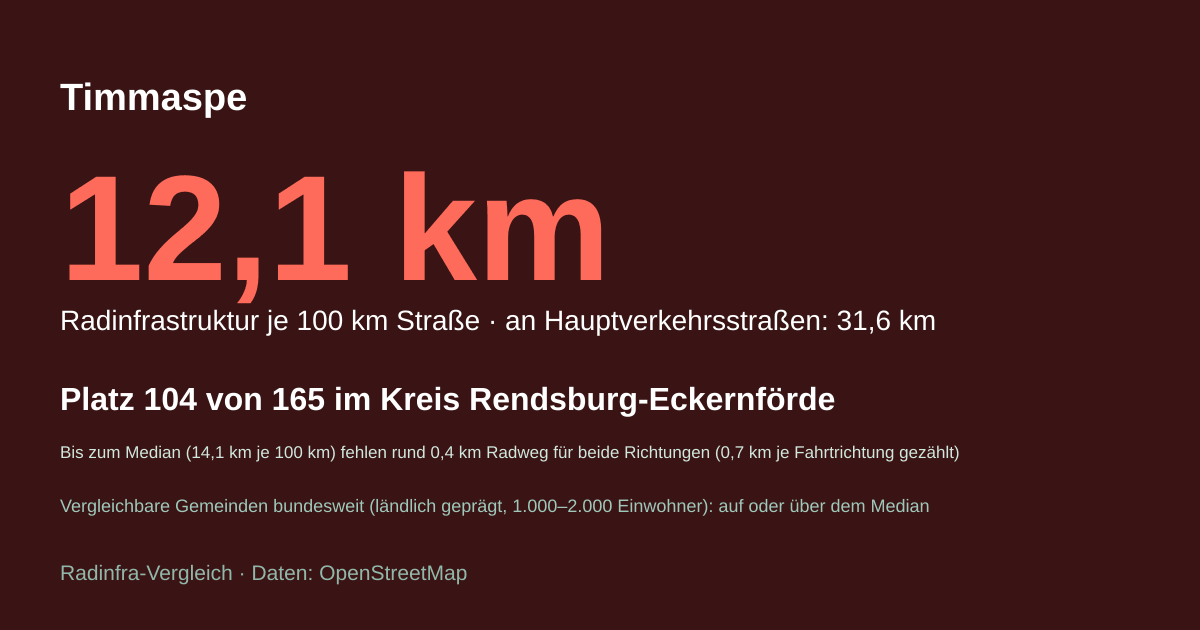 Timmaspe
12,1 km
Radinfrastruktur je 100 km Straße · an Hauptverkehrsstraßen: 31,6 km
Platz 104 von 165 im Kreis Rendsburg-Eckernförde
Bis zum Median (14,1 km je 100 km) fehlen rund 0,4 km Radweg für beide Richtungen (0,7 km je Fahrtrichtung gezählt)
Vergleichbare Gemeinden bundesweit (ländlich geprägt, 1.000–2.000 Einwohner): auf oder über dem Median
Radinfra-Vergleich · Daten: OpenStreetMap